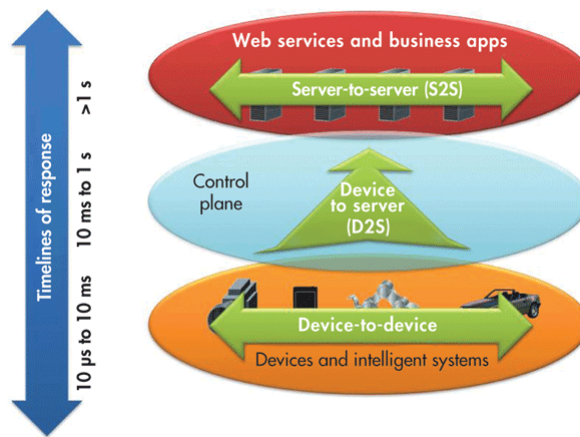 Timelines of response
>1 s
10 ms to 1 s
10 µs to 10 ms
Web services and business apps
Server-to-server (S2S)
Control
plane
Device
to server
(D2S)
Device-to-device
Devices and intelligent systems